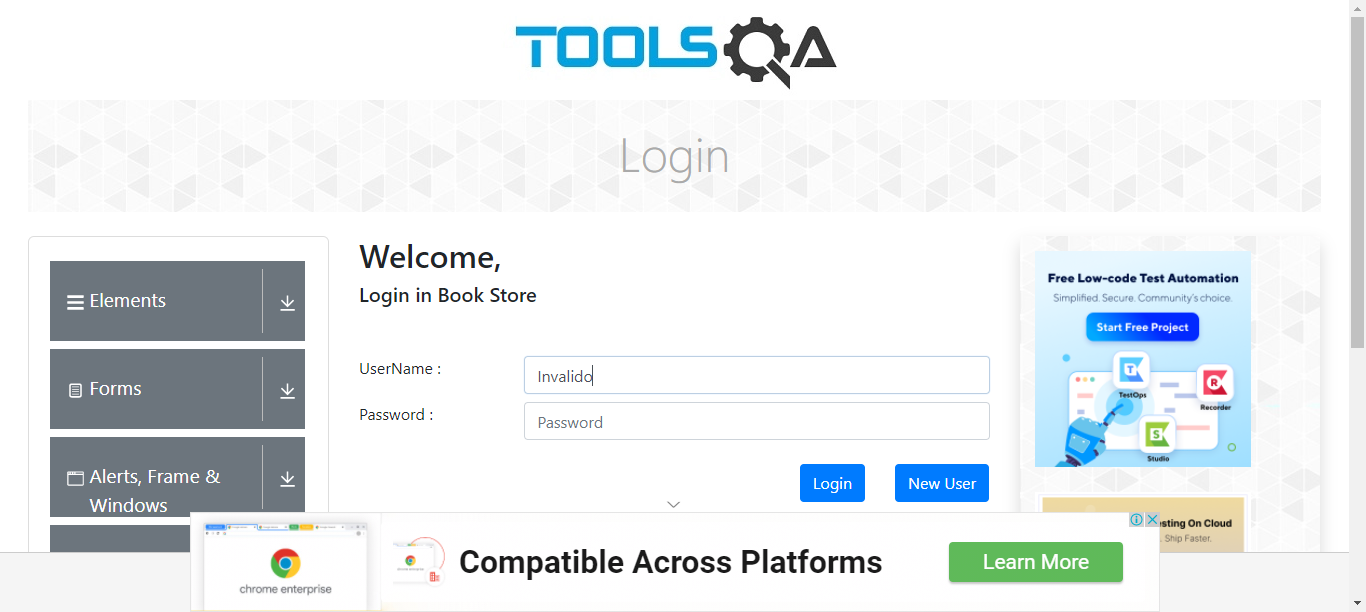 TOOLSQA
Login
Elements
Forms
Alerts, Frame &
Windows
Welcome,
Login in Book Store
UserName :
Invalido
Password :
Password
Login
New User
Free Low-code Test Automation
Simplified. Secure. Community's choice.
Start Free Project
TestOps
Recorder
Studio
sting On Cloud
Ship Faster.
chrome enterprise
Compatible Across Platforms
Learn More